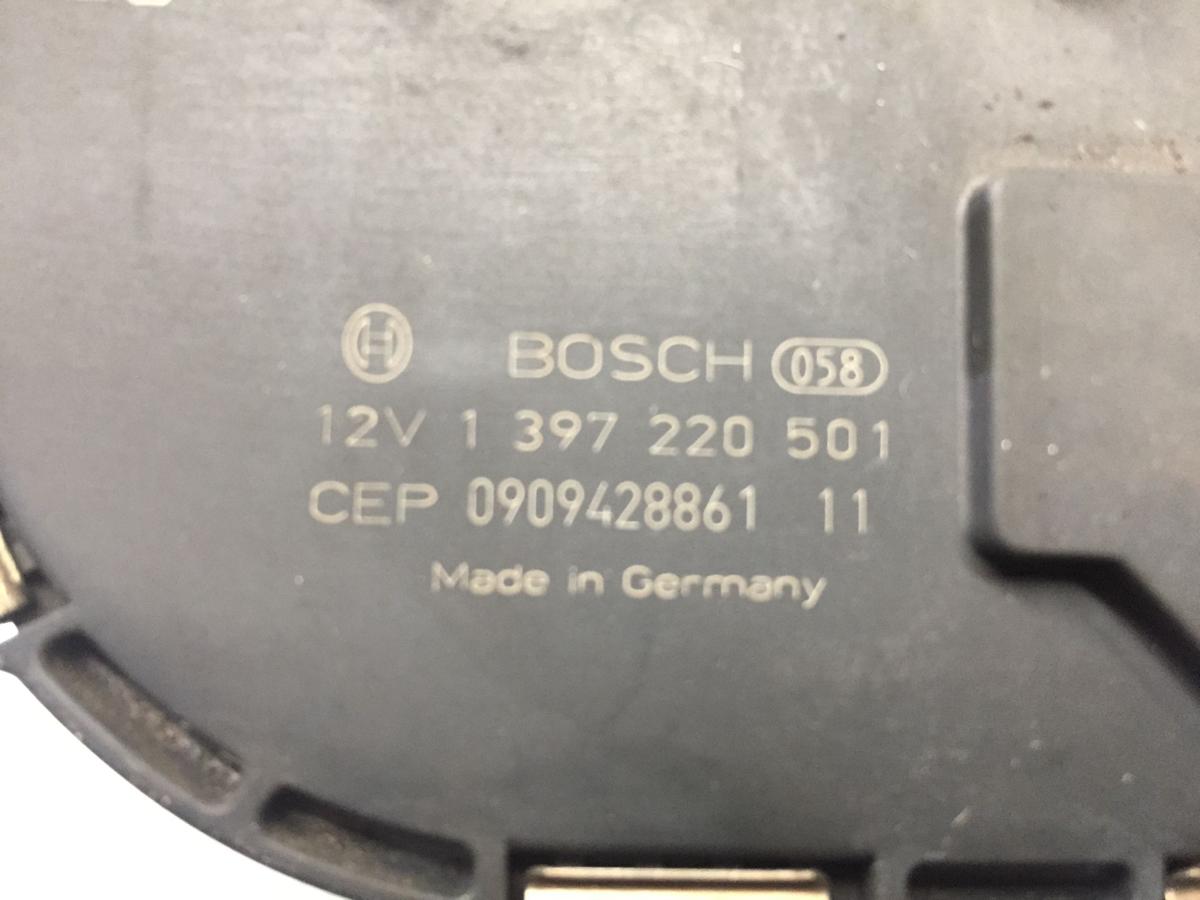 BOSCH 058
12V 1 397 220 501
CEP 0909428861 11
Made in Germany